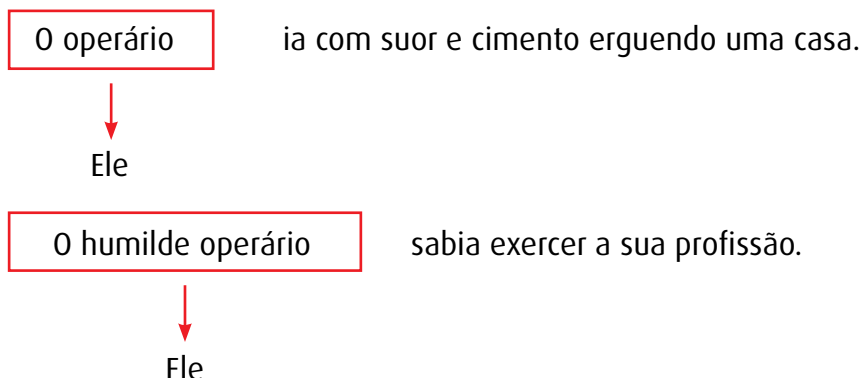 O operário ia com suor e cimento erguendo uma casa.
Ele
O humilde operário sabia exercer a sua profissão.
Ele